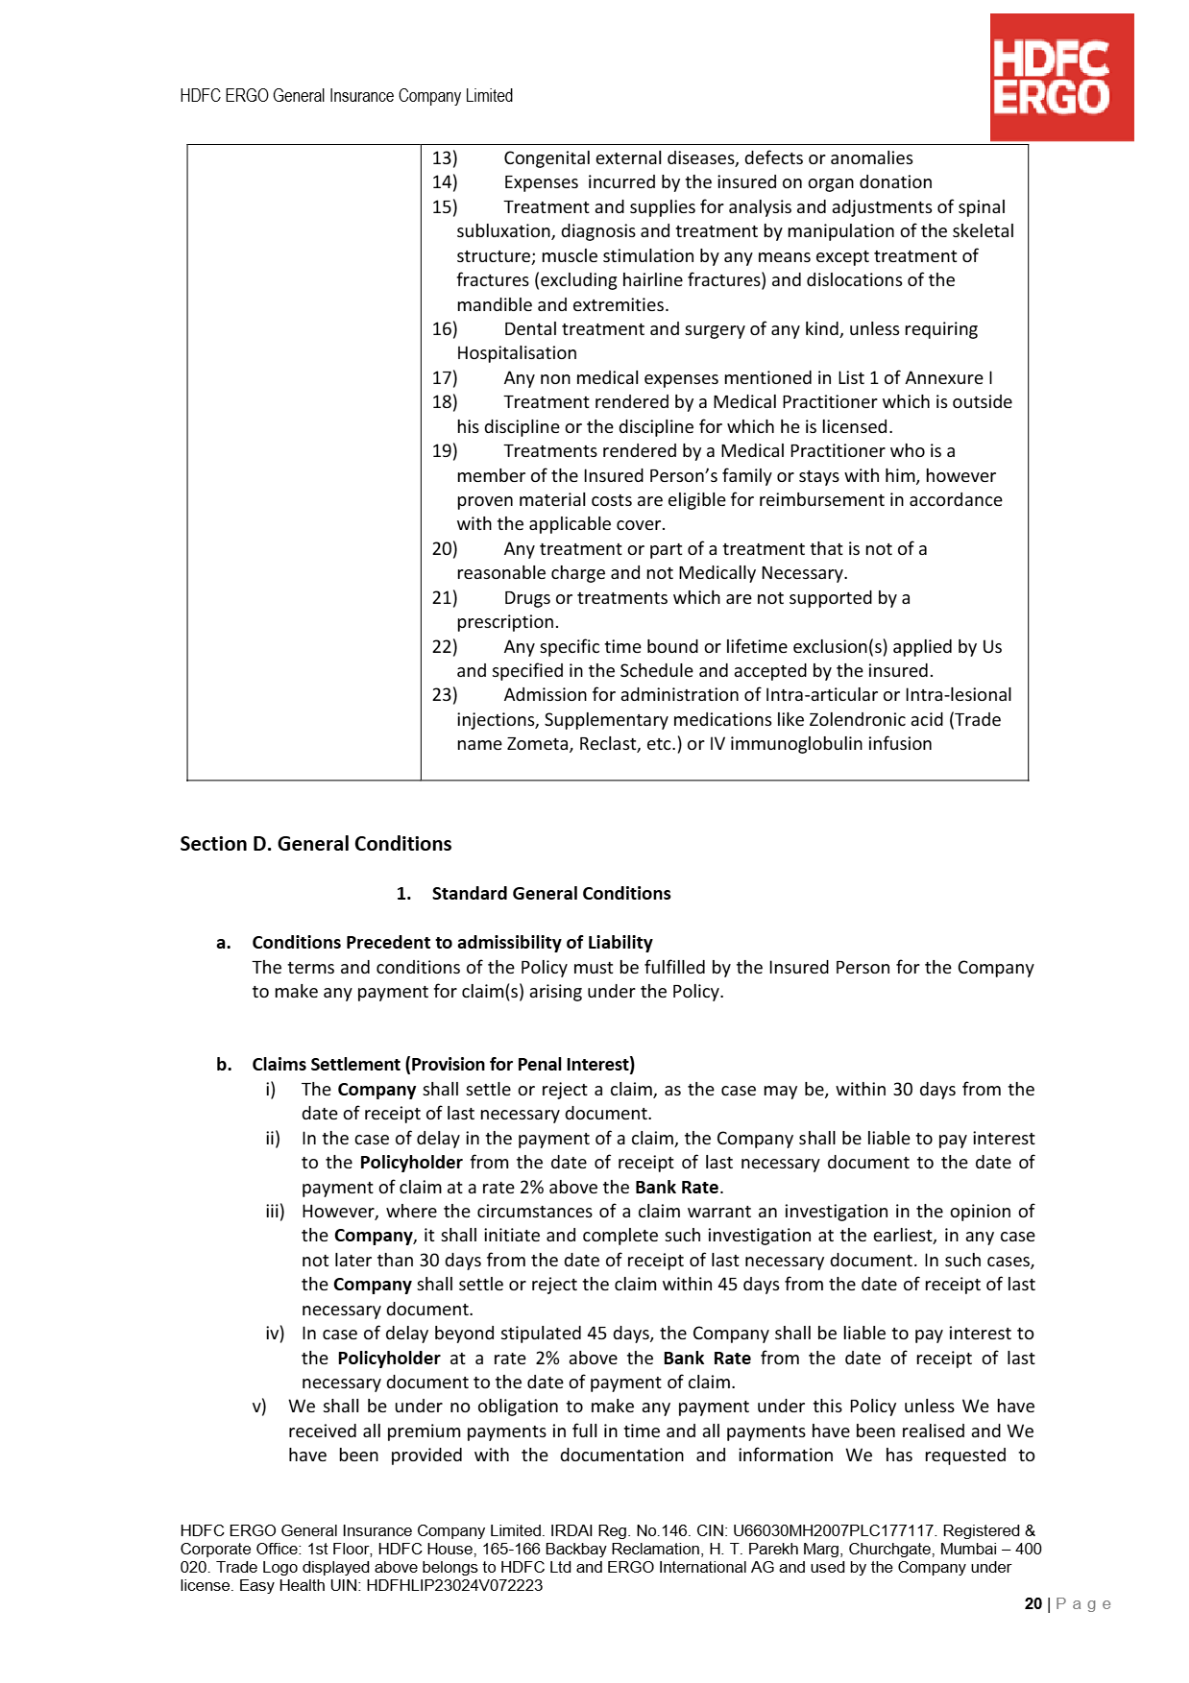 HDFC
ERGO
HDFC ERGO General Insurance Company Limited
13) Congenital external diseases, defects or anomalies
14) Expenses incurred by the insured on organ donation
15) Treatment and supplies for analysis and adjustments of spinal
subluxation, diagnosis and treatment by manipulation of the skeletal
structure; muscle stimulation by any means except treatment of
fractures (excluding hairline fractures) and dislocations of the
mandible and extremities.
16) Dental treatment and surgery of any kind, unless requiring
Hospitalisation
17) Any non medical expenses mentioned in List 1 of Annexure I
18) Treatment rendered by a Medical Practitioner which is outside
his discipline or the discipline for which he is licensed.
19) Treatments rendered by a Medical Practitioner who is a
member of the Insured Person’s family or stays with him, however
proven material costs are eligible for reimbursement in accordance
with the applicable cover.
20) Any treatment or part of a treatment that is not of a
reasonable charge and not Medically Necessary.
21) Drugs or treatments which are not supported by a
prescription.
22) Any specific time bound or lifetime exclusion(s) applied by Us
and specified in the Schedule and accepted by the insured.
23) Admission for administration of Intra-articular or Intra-lesional
injections, Supplementary medications like Zolendronic acid (Trade
name Zometa, Reclast, etc.) or IV immunoglobulin infusion
Section D. General Conditions
1. Standard General Conditions
a. Conditions Precedent to admissibility of Liability
The terms and conditions of the Policy must be fulfilled by the Insured Person for the Company
to make any payment for claim(s) arising under the Policy.
b. Claims Settlement (Provision for Penal Interest)
i) The Company shall settle or reject a claim, as the case may be, within 30 days from the
date of receipt of last necessary document.
ii) In the case of delay in the payment of a claim, the Company shall be liable to pay interest
to the Policyholder from the date of receipt of last necessary document to the date of
payment of claim at a rate 2% above the Bank Rate.
iii) However, where the circumstances of a claim warrant an investigation in the opinion of
the Company, it shall initiate and complete such investigation at the earliest, in any case
not later than 30 days from the date of receipt of last necessary document. In such cases,
the Company shall settle or reject the claim within 45 days from the date of receipt of last
necessary document.
iv) In case of delay beyond stipulated 45 days, the Company shall be liable to pay interest to
the Policyholder at a rate 2% above the Bank Rate from the date of receipt of last
necessary document to the date of payment of claim.
v) We shall be under no obligation to make any payment under this Policy unless We have
received all premium payments in full in time and all payments have been realised and We
have been provided with the documentation and information We has requested to
HDFC ERGO General Insurance Company Limited. IRDAI Reg. No.146. CIN: U66030MH2007PLC177117. Registered &
Corporate Office: 1st Floor, HDFC House, 165-166 Backbay Reclamation, H. T. Parekh Marg, Churchgate, Mumbai – 400
020. Trade Logo displayed above belongs to HDFC Ltd and ERGO International AG and used by the Company under
license. Easy Health UIN: HDFHLIP23024V072223
20 | P a g e